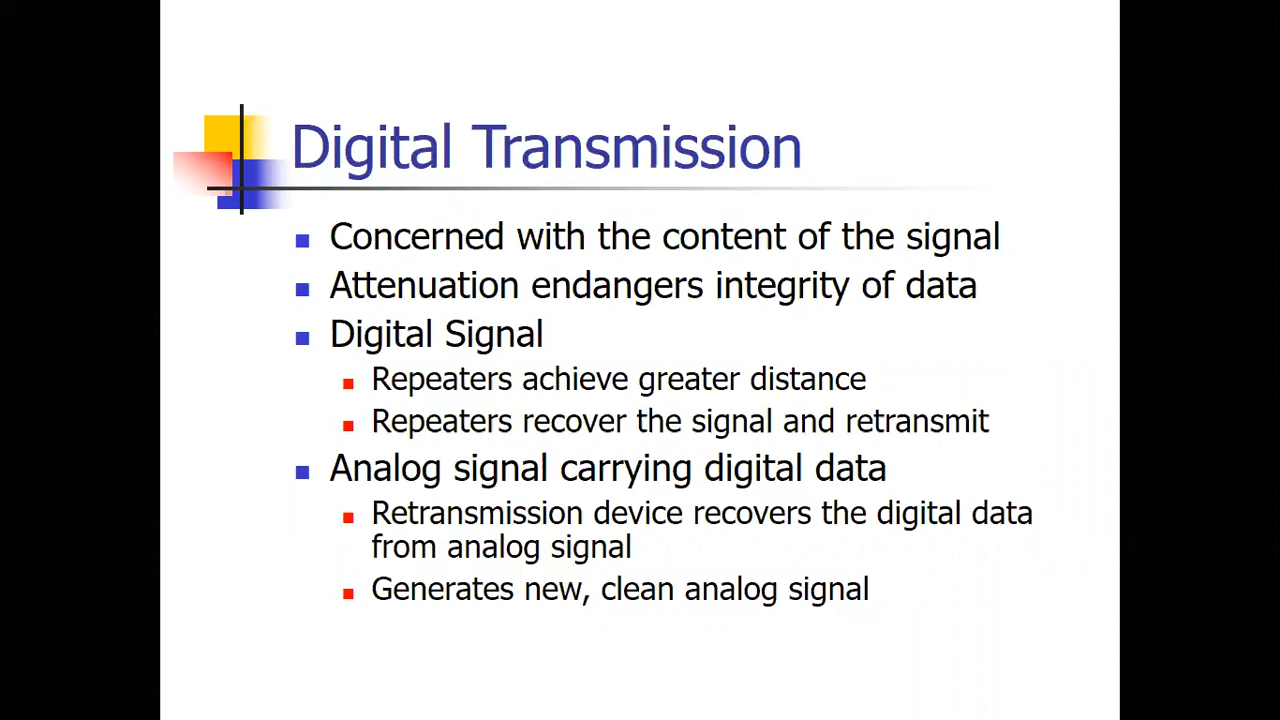 Digital Transmission
Concerned with the content of the signal
Attenuation endangers integrity of data
Digital Signal
Repeaters achieve greater distance
Repeaters recover the signal and retransmit
Analog signal carrying digital data
Retransmission device recovers the digital data
from analog signal
Generates new, clean analog signal